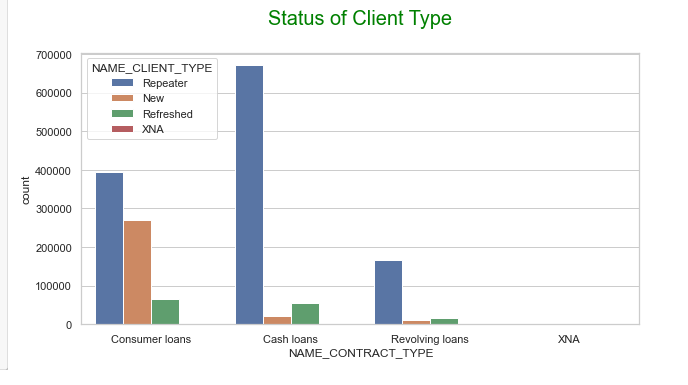 Status of Client Type
700000
600000
500000
400000
300000
200000
100000
0
count
NAME_CLIENT_TYPE
Repeater
New
Refreshed
XNA
Consumer loans
Cash loans
Revolving loans
XNA
NAME_CONTRACT_TYPE